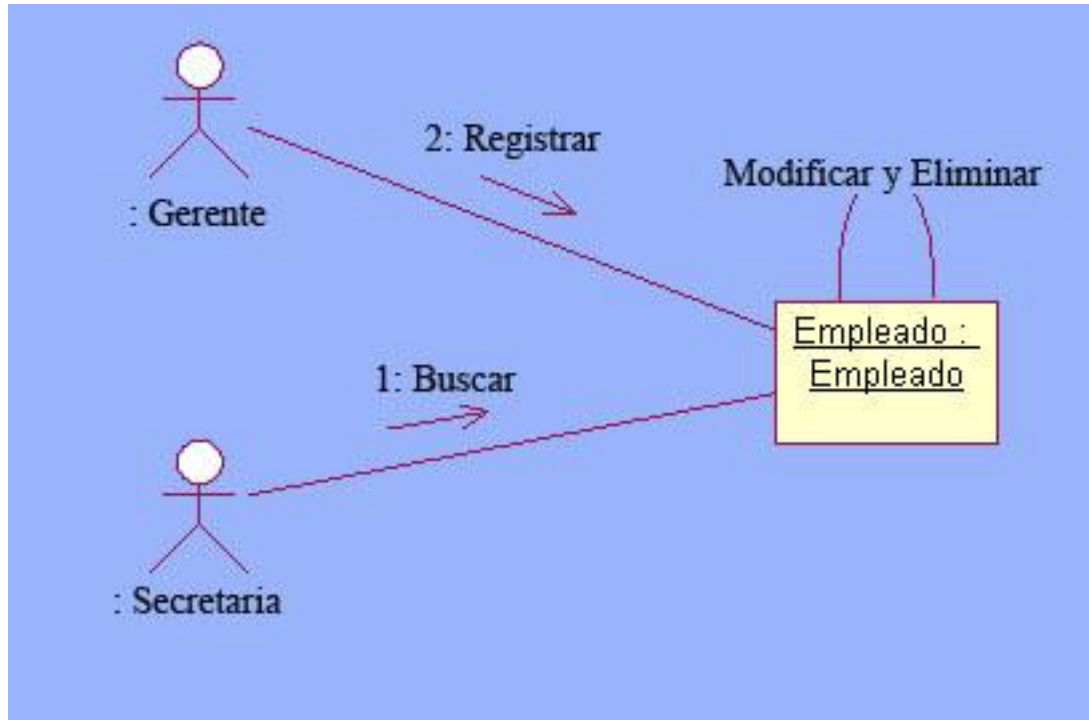 2: Registrar
Modificar y Eliminar
: Gerente
Empleado :
Empleado
1: Buscar
: Secretaria